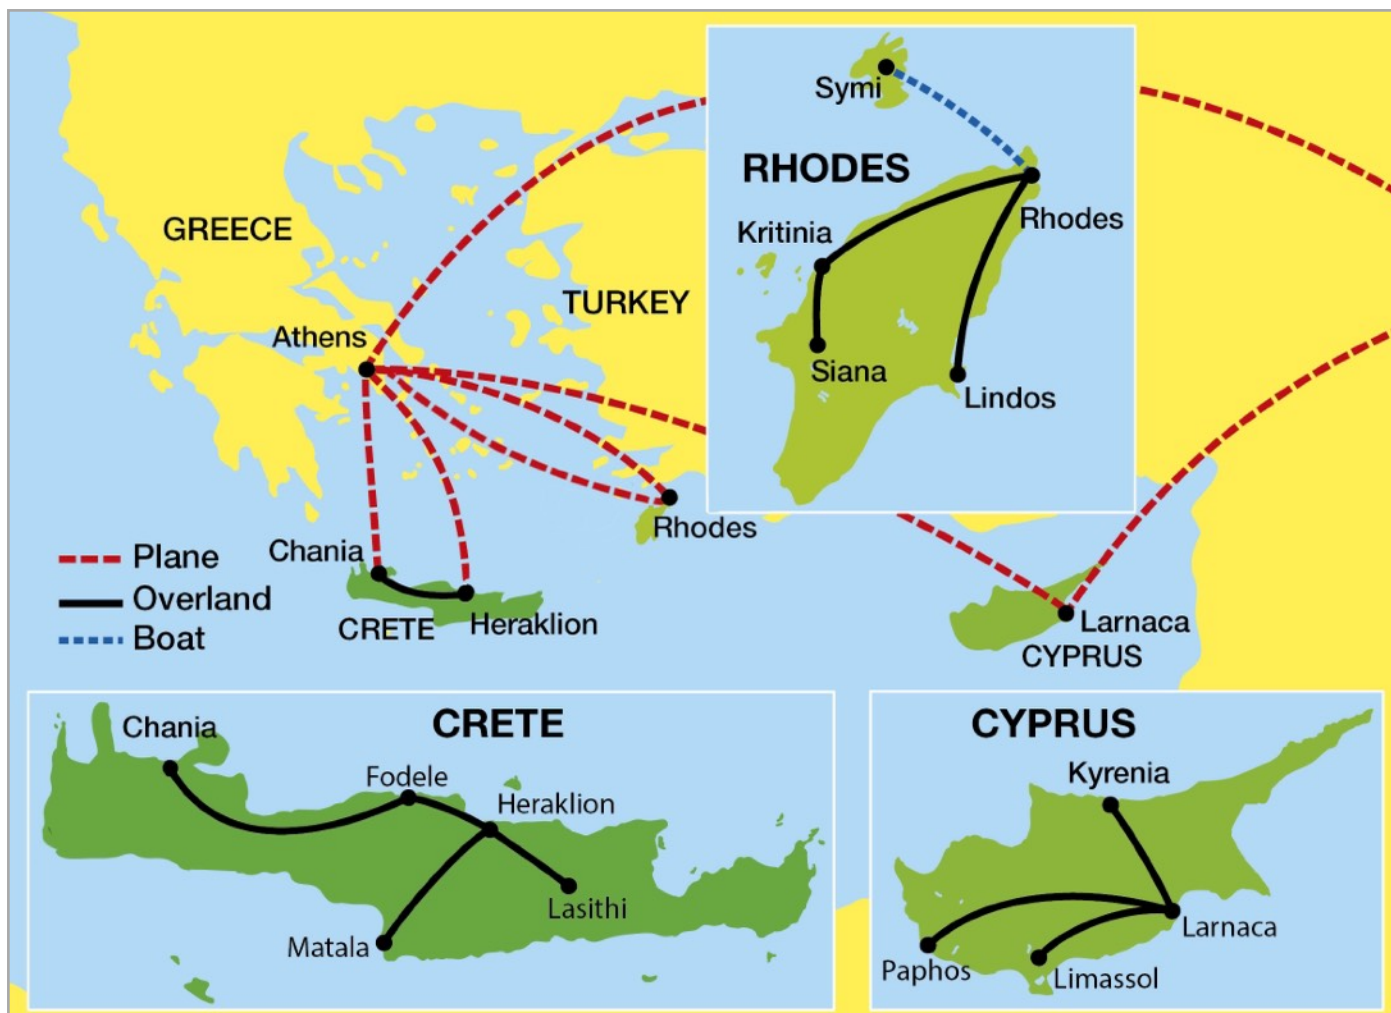 Symi
RHODES
Rhodes
Kritinia
Siana
Lindos
GREECE
TURKEY
Athens
Rhodes
Chania
CRETE
Heraklion
Larnaca
CYPRUS
Plane
Overland
Boat
CRETE
Chania
Fodele
Heraklion
Lasithi
Matala
CYPRUS
Kyrenia
Larnaca
Paphos
Limassol